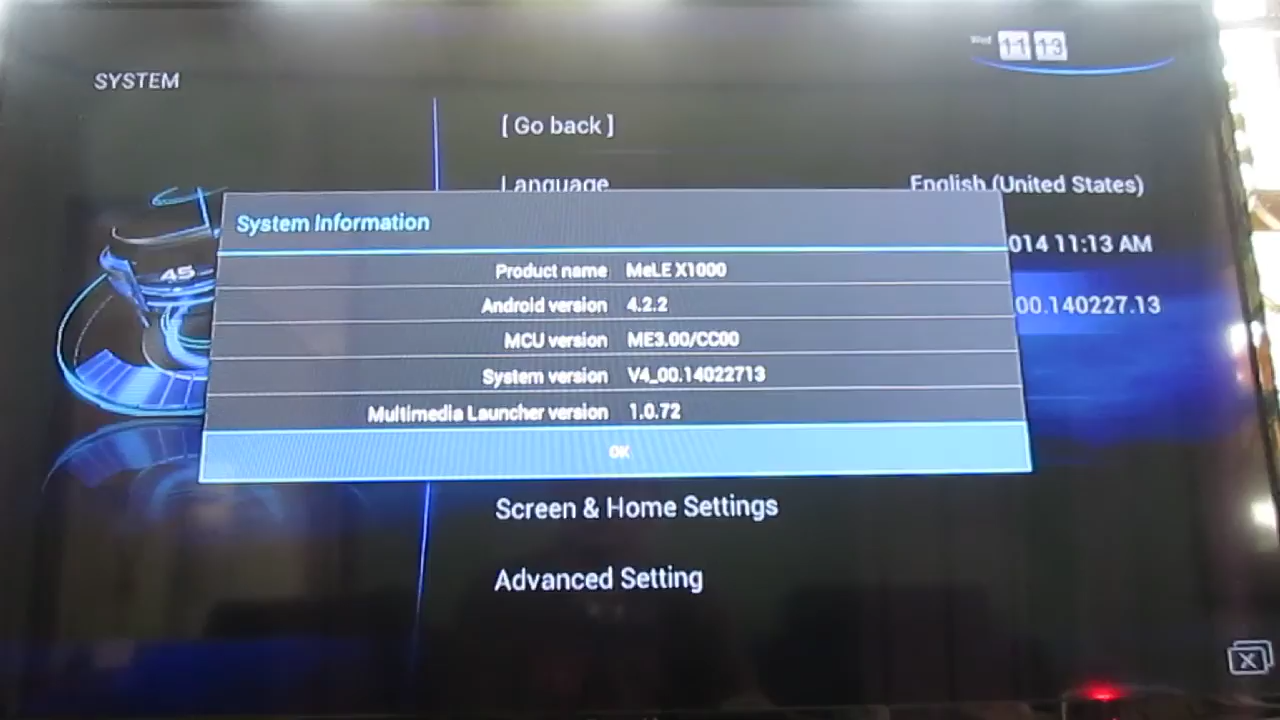 Wed 11 13
SYSTEM
[ Go back ]
Language English (United States)
System Information
014 11:13 AM
Product name MeLE X1000
Android version 4.2.2
00.140227.13
MCU version ME3.00/CC00
System version V4_00.14022713
Multimedia Launcher version 1.0.72
OK
Screen & Home Settings
Advanced Setting
45